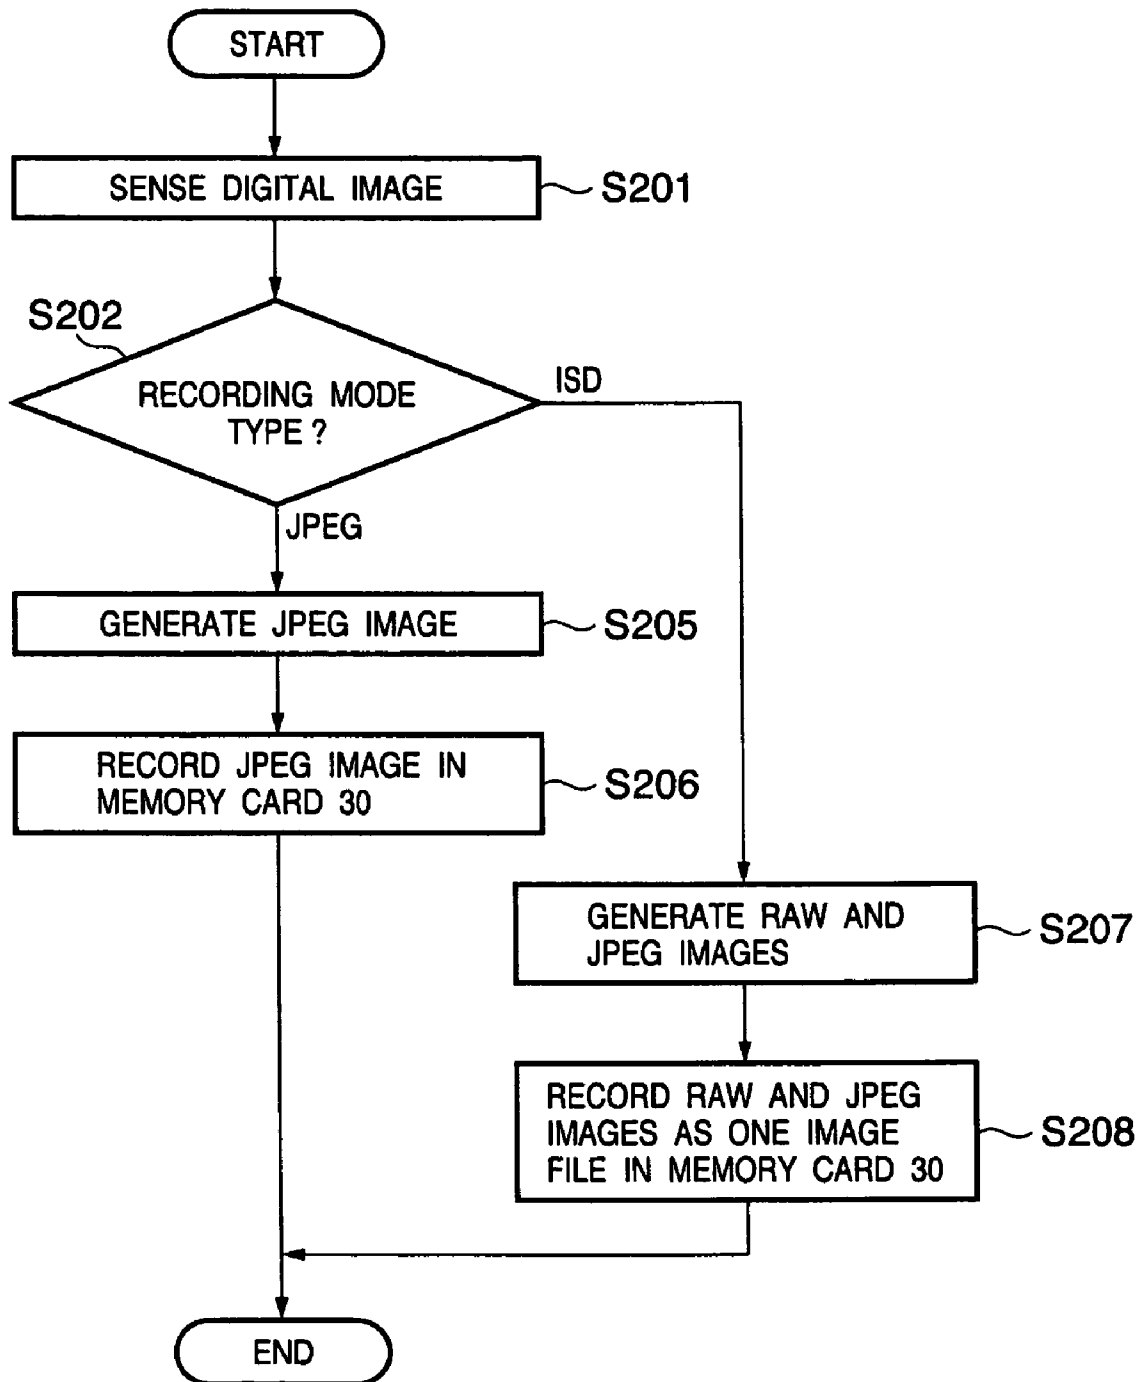 START
SENSE DIGITAL IMAGE
S201
S202
RECORDING MODE
TYPE ?
ISD
JPEG
GENERATE JPEG IMAGE
S205
RECORD JPEG IMAGE IN
MEMORY CARD 30
S206
GENERATE RAW AND
JPEG IMAGES
S207
RECORD RAW AND JPEG
IMAGES AS ONE IMAGE
FILE IN MEMORY CARD 30
S208
END